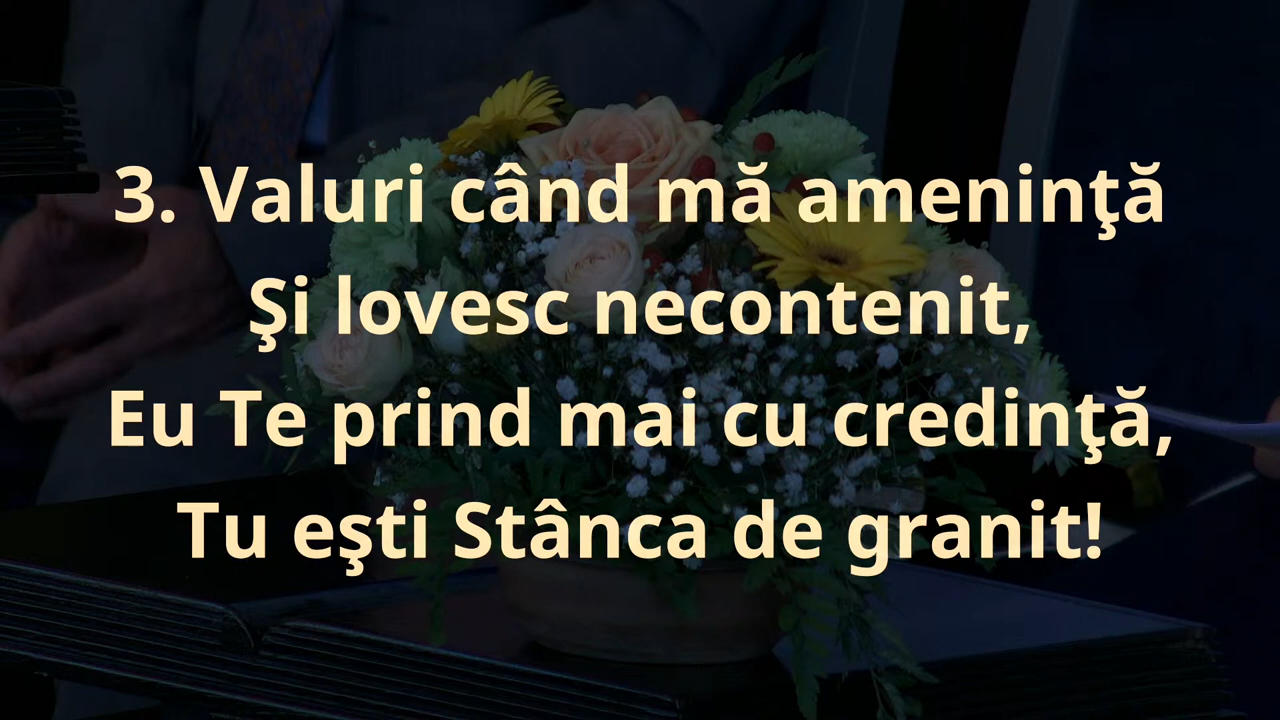 3. Valuri când mă ameninţă
Şi lovesc necontenit,
Eu Te prind mai cu credinţă,
Tu eşti Stânca de granit!